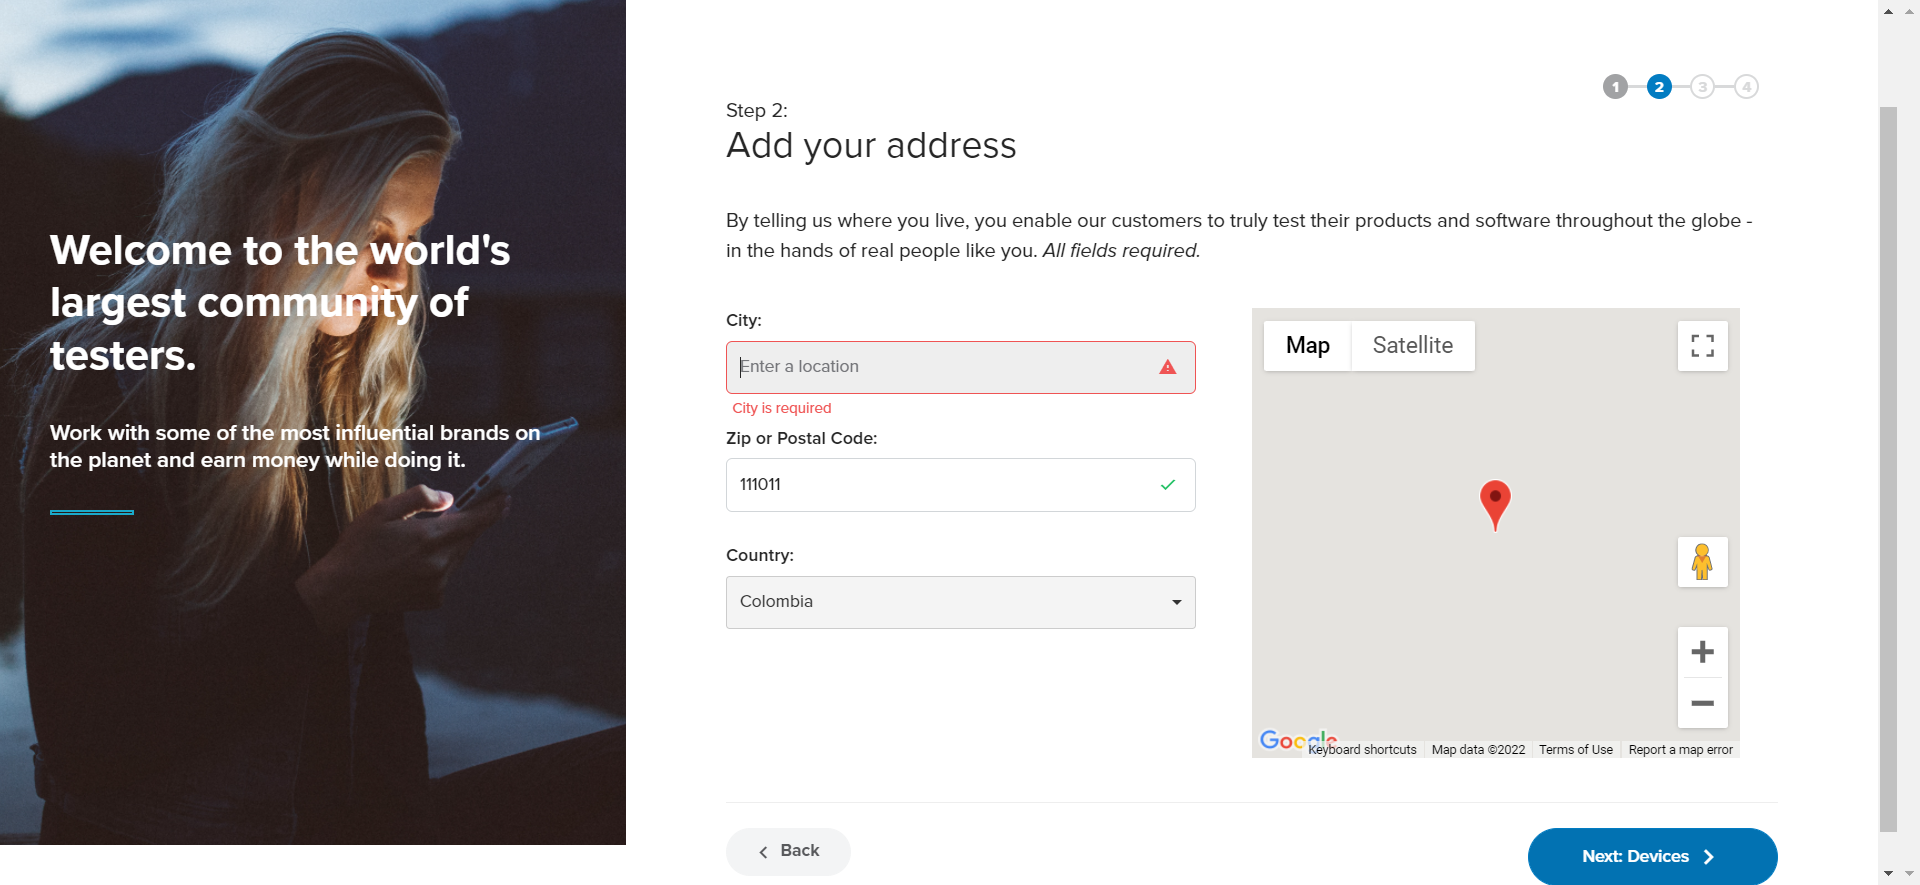 Welcome to the world's
largest community of
testers.
Work with some of the most influential brands on
the planet and earn money while doing it.
1 2 3 4
Step 2:
Add your address
By telling us where you live, you enable our customers to truly test their products and software throughout the globe -
in the hands of real people like you. All fields required.
City:
Enter a location
City is required
Zip or Postal Code:
111011
Country:
Colombia
Map Satellite
Google
Keyboard shortcuts Map data ©2022 Terms of Use Report a map error
Back
Next: Devices